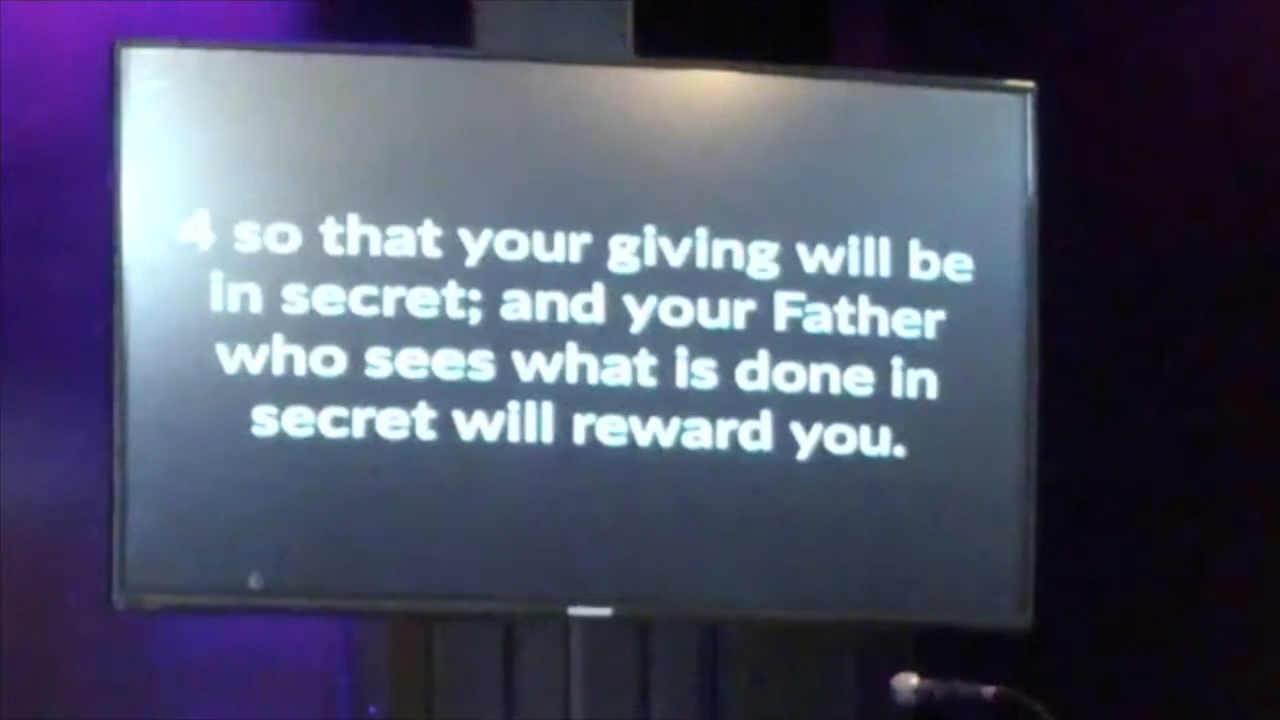 4 so that your giving will be
in secret; and your Father
who sees what is done in
secret will reward you.